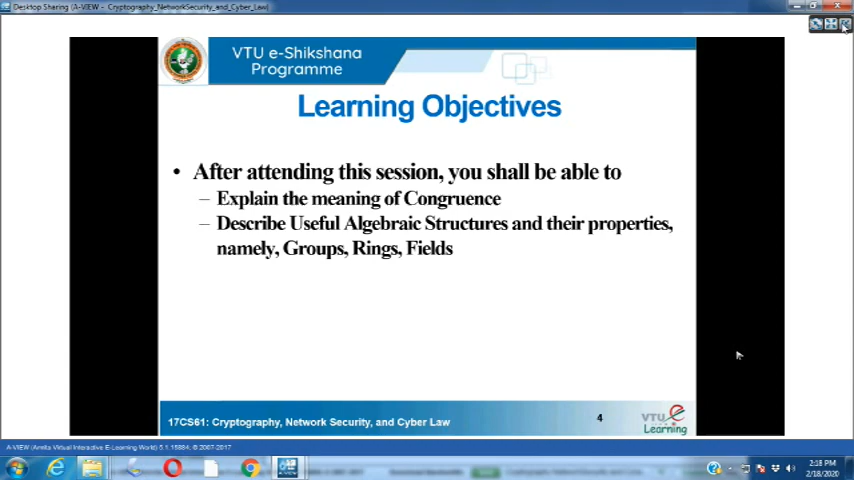 Desktop Sharing (A-VIEW - Cryptography_NetworkSecurity_and_Cyber_Law)
VTU e-Shikshana
Programme
Learning Objectives
• After attending this session, you shall be able to
– Explain the meaning of Congruence
– Describe Useful Algebraic Structures and their properties,
namely, Groups, Rings, Fields
17CS61: Cryptography, Network Security, and Cyber Law
4
VTU e
Learning
A-VIEW (Amrita Virtual Interactive E-Learning World) 5.1.15884, © 2007-2017
2:18 PM
2/18/2020